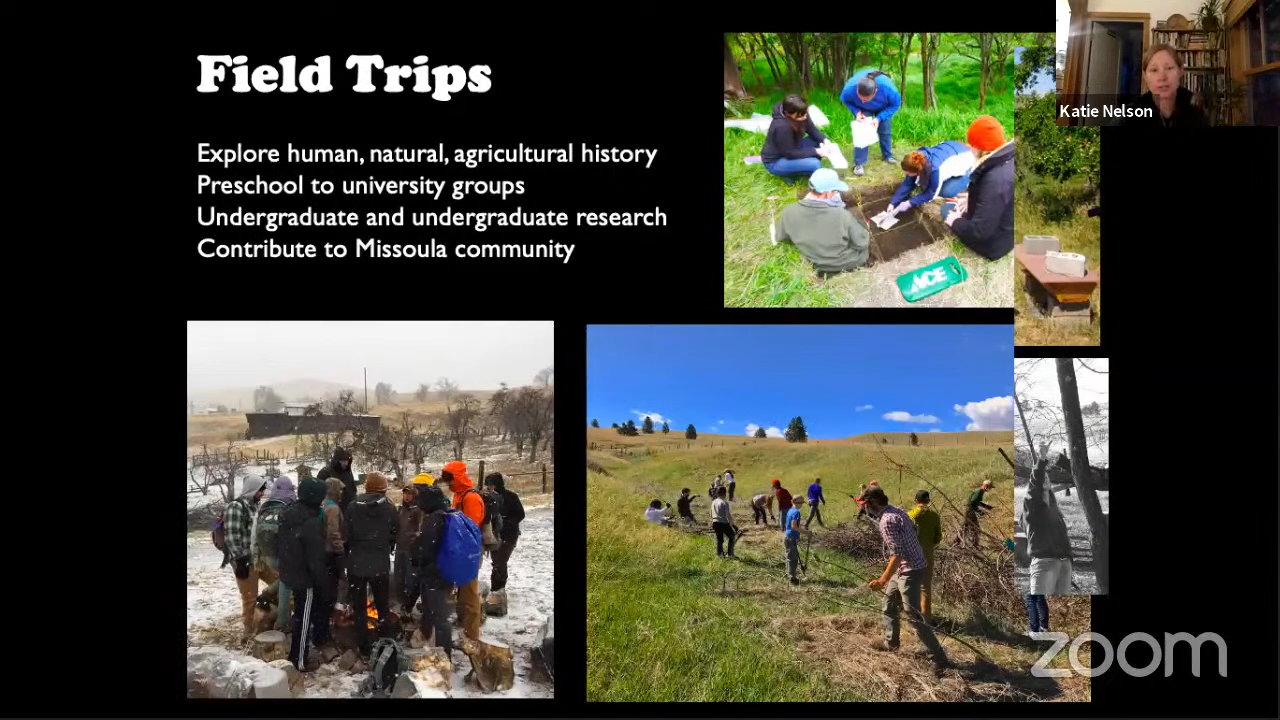 Field Trips
Explore human, natural, agricultural history
Preschool to university groups
Undergraduate and undergraduate research
Contribute to Missoula community
ACE
Katie Nelson
zoom